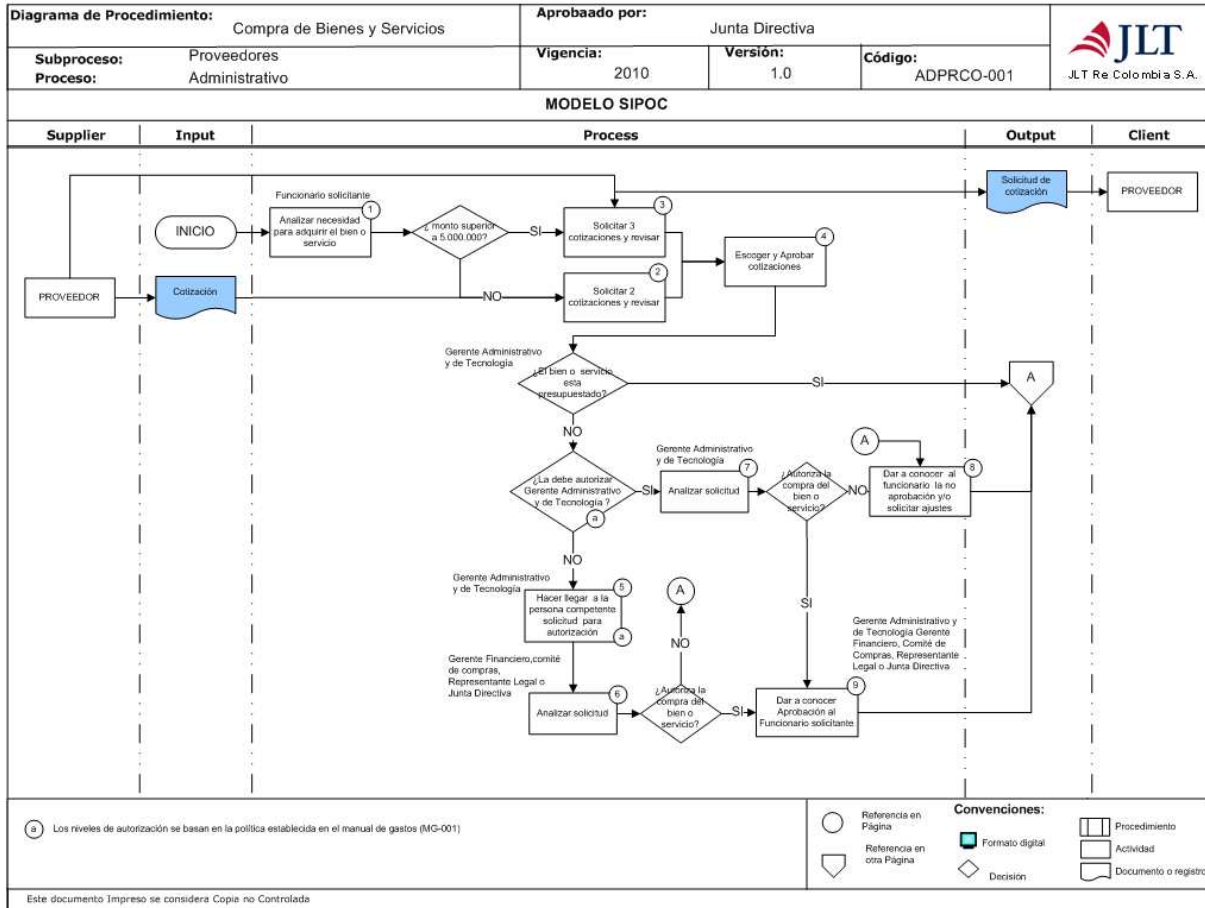 Diagrama de Procedimiento:
Compra de Bienes y Servicios
Aprobaado por:
Junta Directiva
Subproceso:
Proveedores
Proceso:
Administrativo
Vigencia:
2010
Versión:
1.0
Código:
ADPRCO-001
JLT
JLT Re Colombia S.A.
MODELO SIPOC
Supplier
Input
Process
Output
Client
Funcionario solicitante
1
Analizar necesidad
para adquirir el bien o
servicio
INICIO
¿ monto superior
a 5.000.000?
SI
3
Solicitar 3
cotizaciones y revisar
Solicitud de
cotización
PROVEEDOR
4
Escoger y Aprobar
cotizaciones
PROVEEDOR
Cotización
NO
2
Solicitar 2
cotizaciones y revisar
Gerente Administrativo
y de Tecnología
¿El bien o servicio
esta
presupuestado?
SI
A
NO
¿La debe autorizar
Gerente Administrativo
y de Tecnología ?
a
SI
Gerente Administrativo
y de Tecnología
7
Analizar solicitud
¿Autoriza la
compra del
bien o
servicio?
NO
A
8
Dar a conocer al
funcionario la no
aprobación y/o
solicitar ajustes
NO
Gerente Administrativo
y de Tecnología
5
Hacer llegar a la
persona competente
solicitud para
autorización
a
A
NO
SI
Gerente Administrativo y
de Tecnología Gerente
Financiero, Comité de
Compras, Representante
Legal o Junta Directiva
Gerente Financiero,comité
de compras,
Representante Legal o
Junta Directiva
6
Analizar solicitud
¿Autoriza la
compra del
bien o
servicio?
SI
9
Dar a conocer
Aprobación al
Funcionario solicitante
a
Los niveles de autorización se basan en la política establecida en el manual de gastos (MG-001)
Convenciones:
Referencia en
Página
Referencia en
otra Página
Formato digital
Decisión
Procedimiento
Actividad
Documento o registro
Este documento Impreso se considera Copia no Controlada